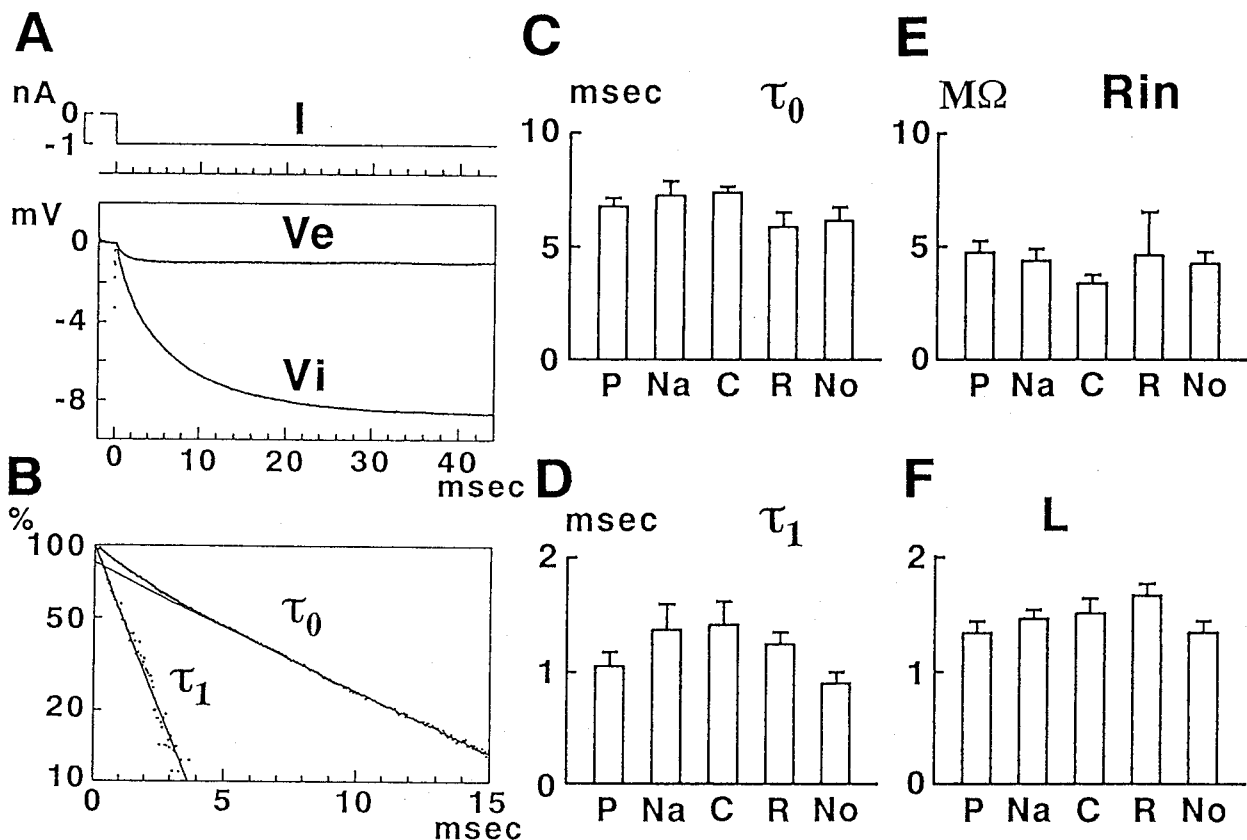 A
nA
0
-1
I
mV
0
-4
-8
Ve
Vi
0 10 20 30 40
msec
B
%
100
50
20
10
τ0
τ1
0 5 10 15
msec
C
msec τ0
10
5
0
P Na C R No
D
msec τ1
2
1
0
P Na C R No
E
MΩ Rin
10
5
0
P Na C R No
F
L
2
1
0
P Na C R No